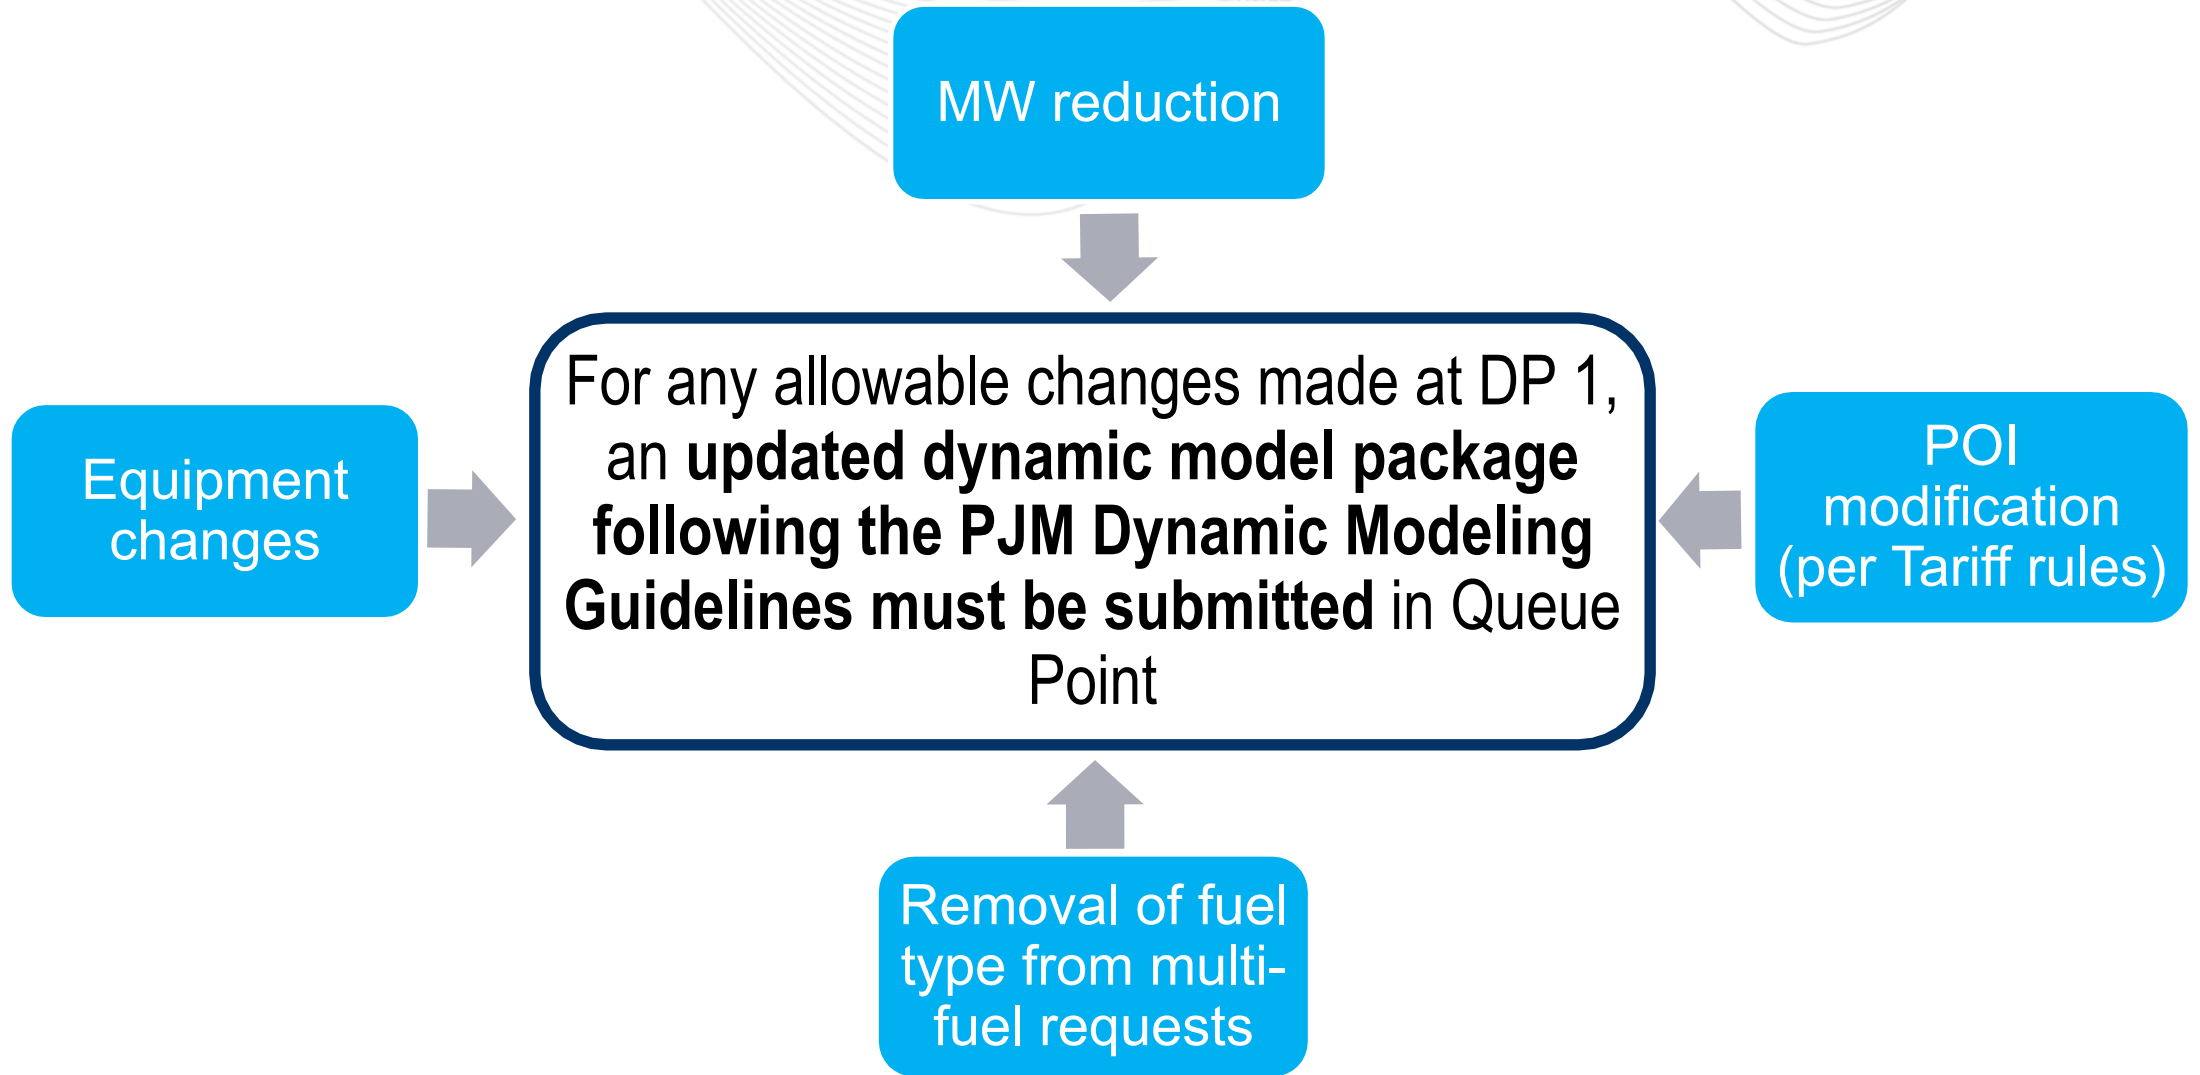 MW reduction
Equipment
changes
For any allowable changes made at DP 1,
an updated dynamic model package
following the PJM Dynamic Modeling
Guidelines must be submitted in Queue
Point
POI
modification
(per Tariff rules)
Removal of fuel
type from multi-
fuel requests